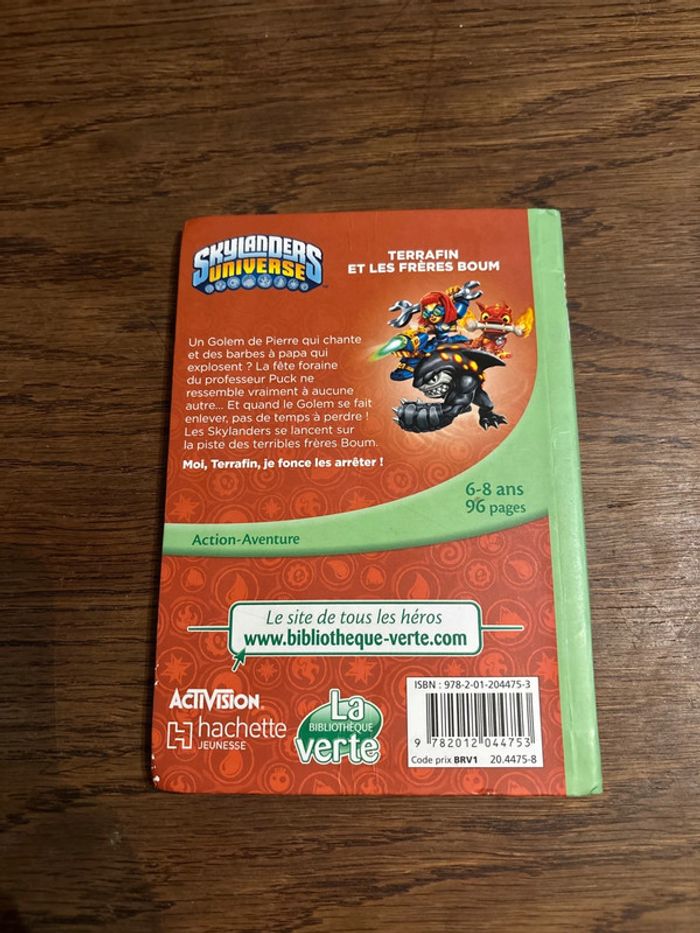 SKYLANDERS
UNIVERSE
TERRAFIN
ET LES FRÈRES BOUM
Un Golem de Pierre qui chante
et des barbes à papa qui
explosent ? La fête foraine
du professeur Puck ne
ressemble vraiment à aucune
autre... Et quand le Golem se fait
enlever, pas de temps à perdre !
Les Skylanders se lancent sur
la piste des terribles frères Boum.
Moi, Terrafin, je fonce les arrêter !
6-8 ans
96 pages
Action-Aventure
Le site de tous les héros
www.bibliotheque-verte.com
ACTIVISION
hachette
JEUNESSE
La
BIBLIOTHÈQUE
verte
ISBN : 978-2-01-204475-3
9 782012 044753
Code prix BRV1 20.4475-8